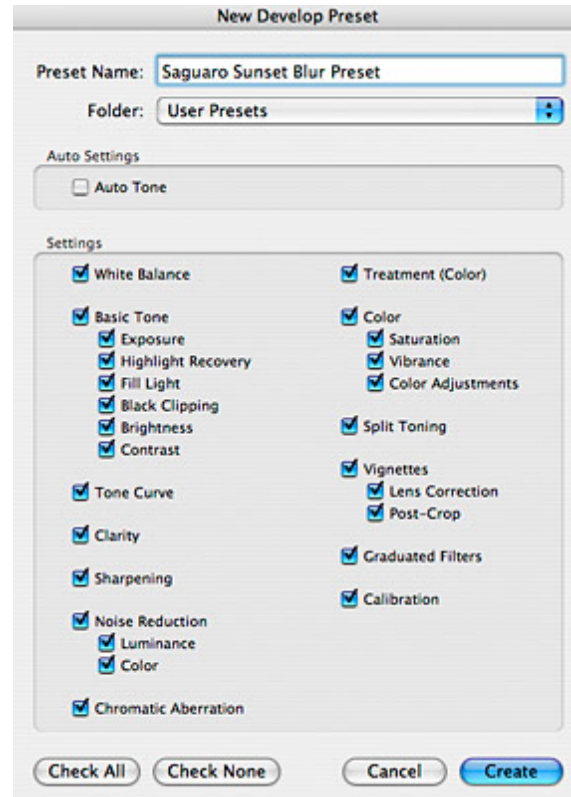 New Develop Preset
Preset Name: Saguaro Sunset Blur Preset
Folder: User Presets
Auto Settings
Auto Tone
Settings
White Balance
Basic Tone
Exposure
Highlight Recovery
Fill Light
Black Clipping
Brightness
Contrast
Tone Curve
Clarity
Sharpening
Noise Reduction
Luminance
Color
Chromatic Aberration
Treatment (Color)
Color
Saturation
Vibrance
Color Adjustments
Split Toning
Vignettes
Lens Correction
Post-Crop
Graduated Filters
Calibration
Check All Check None Cancel Create